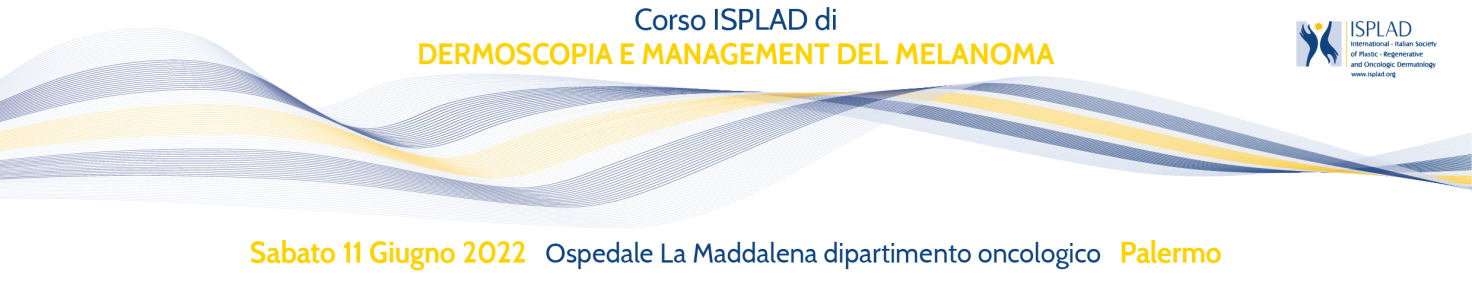 Corso ISPLAD di
DERMOSCOPIA E MANAGEMENT DEL MELANOMA
ISPLAD
International - Italian Society
of Plastic - Regenerative
and Oncologic Dermatology
www.isplad.org
Sabato 11 Giugno 2022 Ospedale La Maddalena dipartimento oncologico Palermo